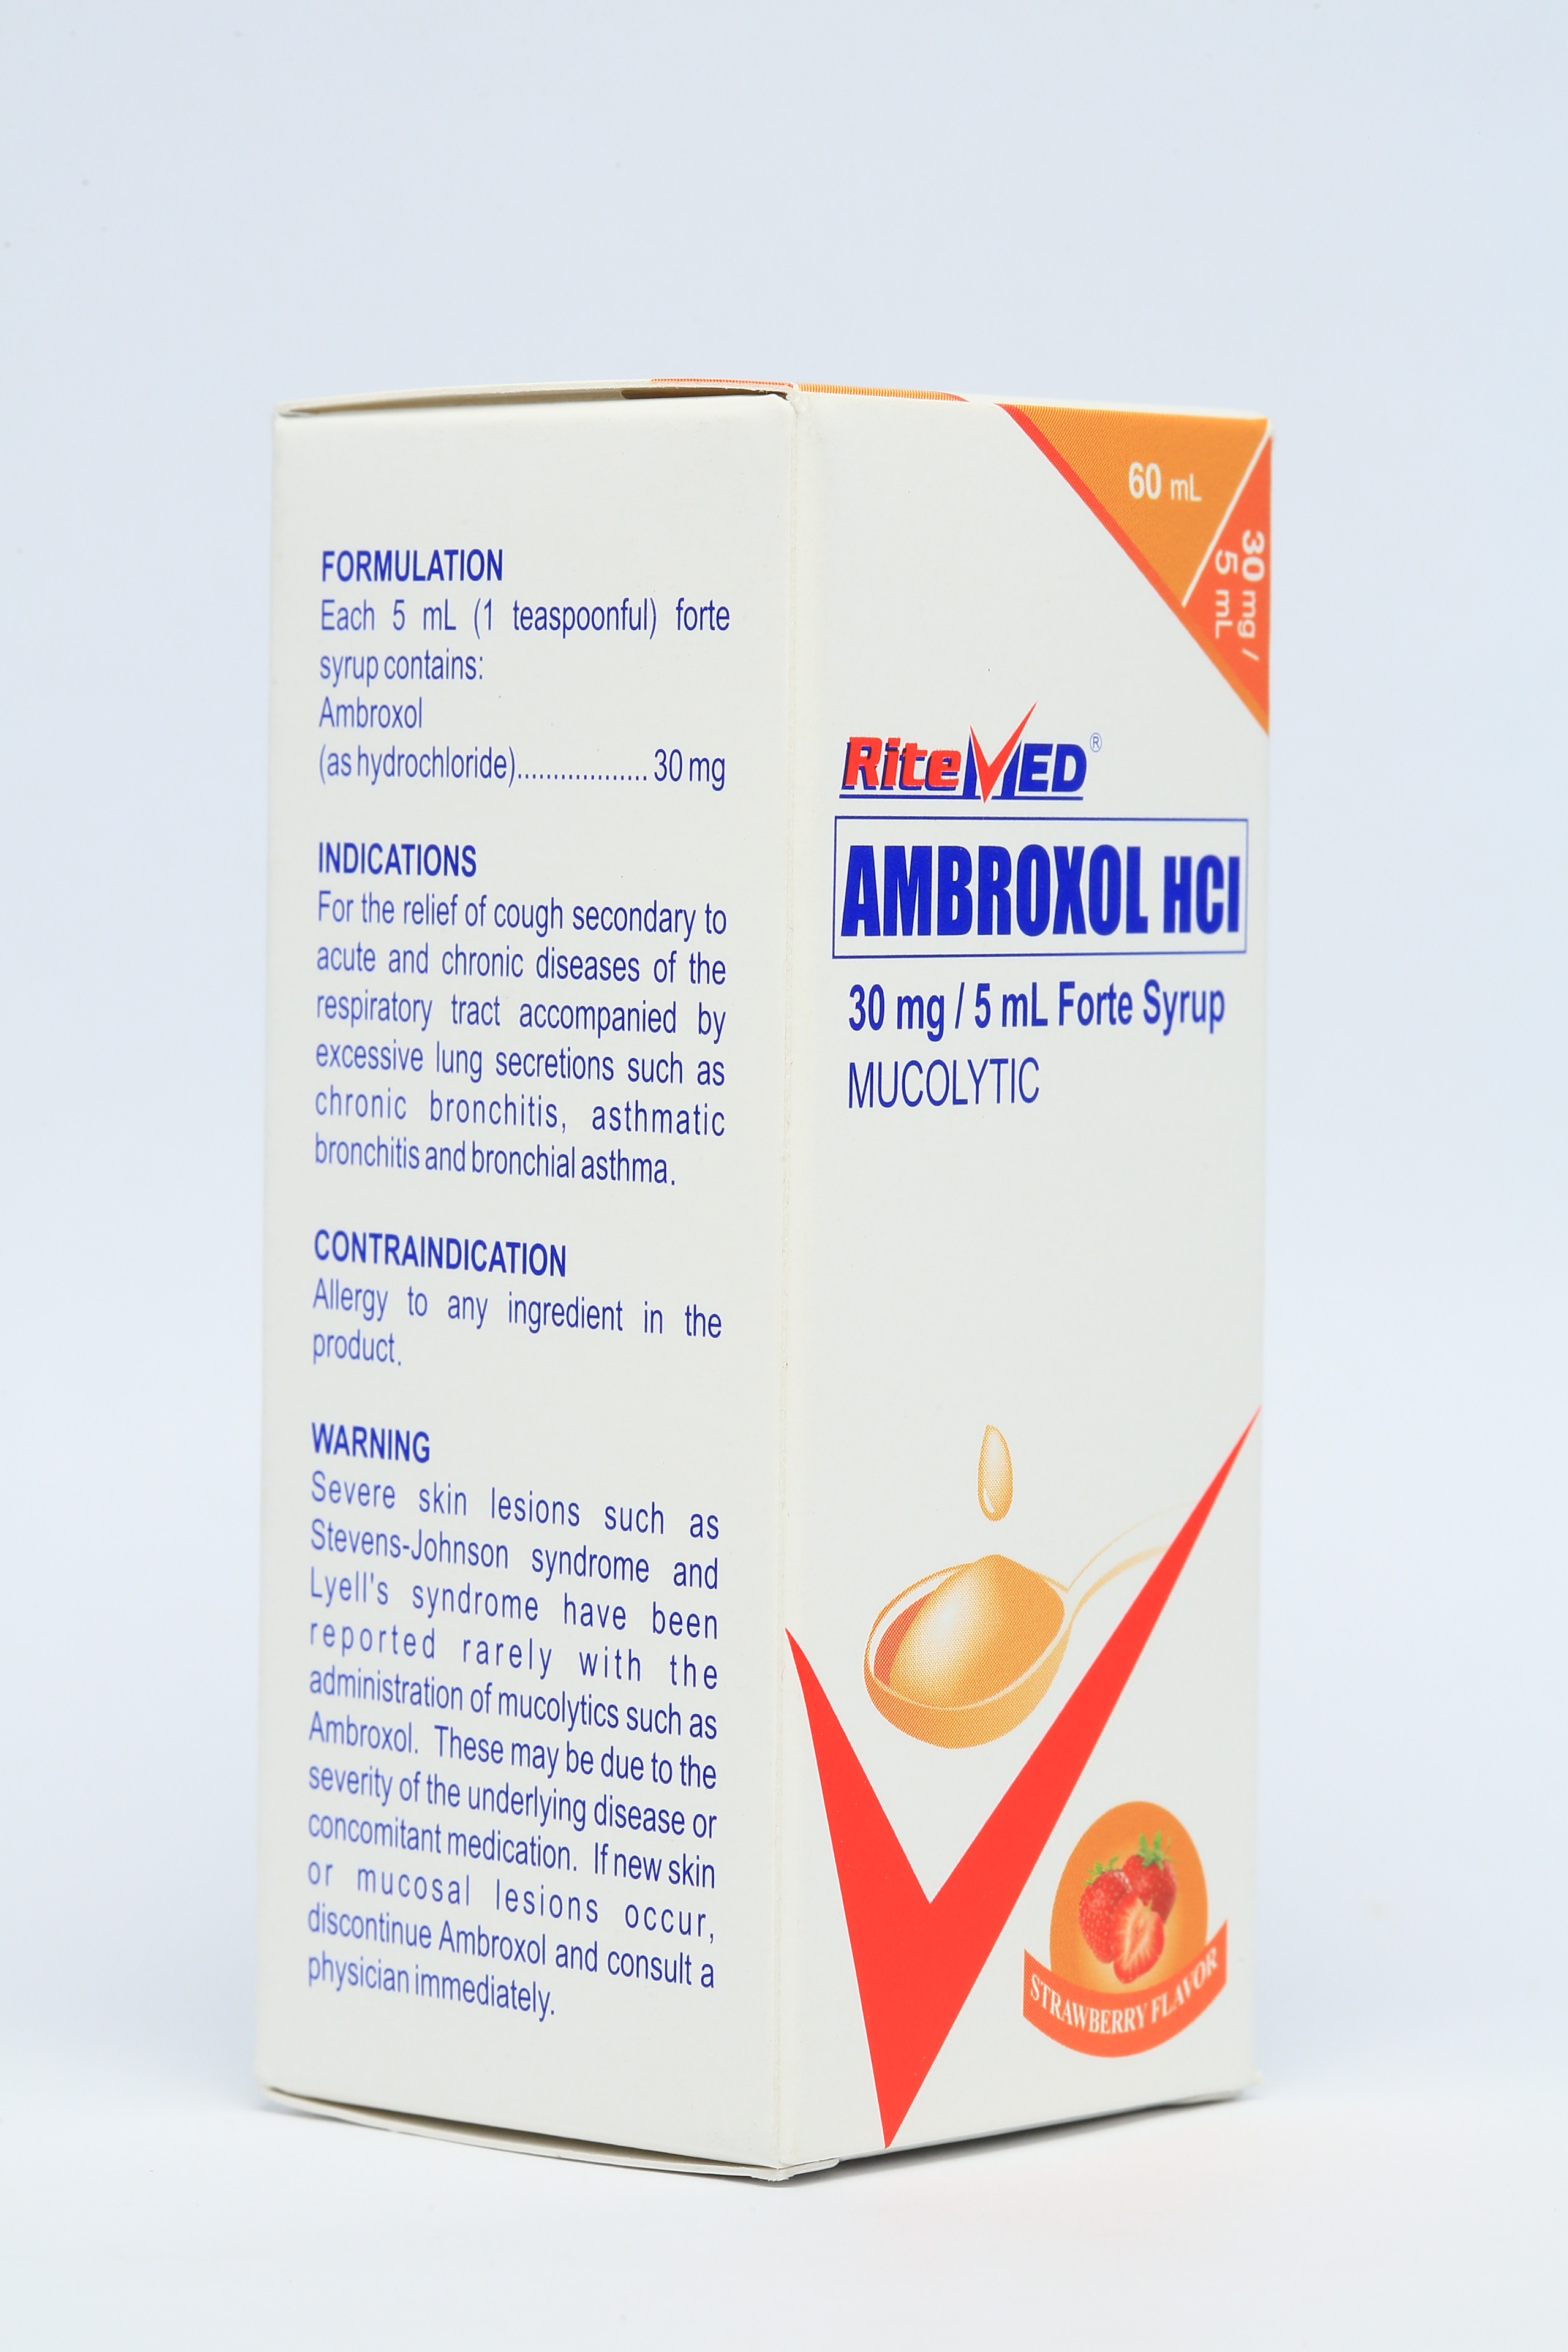 FORMULATION
Each 5 mL (1 teaspoonful) forte
syrup contains:
Ambroxol
(as hydrochloride).................. 30 mg
INDICATIONS
For the relief of cough secondary to
acute and chronic diseases of the
respiratory tract accompanied by
excessive lung secretions such as
chronic bronchitis, asthmatic
bronchitis and bronchial asthma.
CONTRAINDICATION
Allergy to any ingredient in the
product.
WARNING
Severe skin lesions such as
Stevens-Johnson syndrome and
Lyell's syndrome have been
reported rarely with the
administration of mucolytics such as
Ambroxol. These may be due to the
severity of the underlying disease or
concomitant medication. If new skin
or mucosal lesions occur,
discontinue Ambroxol and consult a
physician immediately.
60 mL
30 mg /
5 mL
RiteMED®
AMBROXOL HCl
30 mg / 5 mL Forte Syrup
MUCOLYTIC
STRAWBERRY FLAVOR